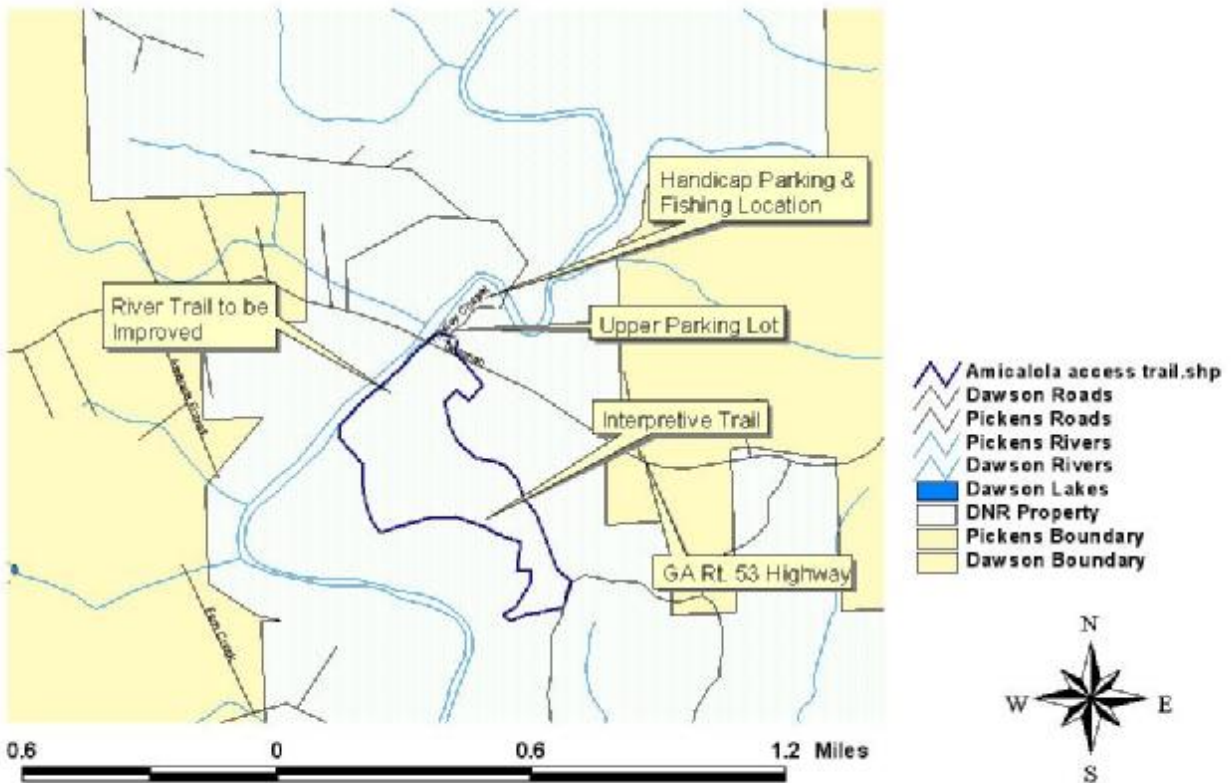 Handicap Parking &
Fishing Location
River Trail to be
Improved
Upper Parking Lot
Interpretive Trail
GA Rt. 53 Highway
Amicalola access trail.shp
Dawson Roads
Pickens Roads
Pickens Rivers
Dawson Rivers
Dawson Lakes
DNR Property
Pickens Boundary
Dawson Boundary
N
W
E
S
0.6
0
0.6
1.2 Miles